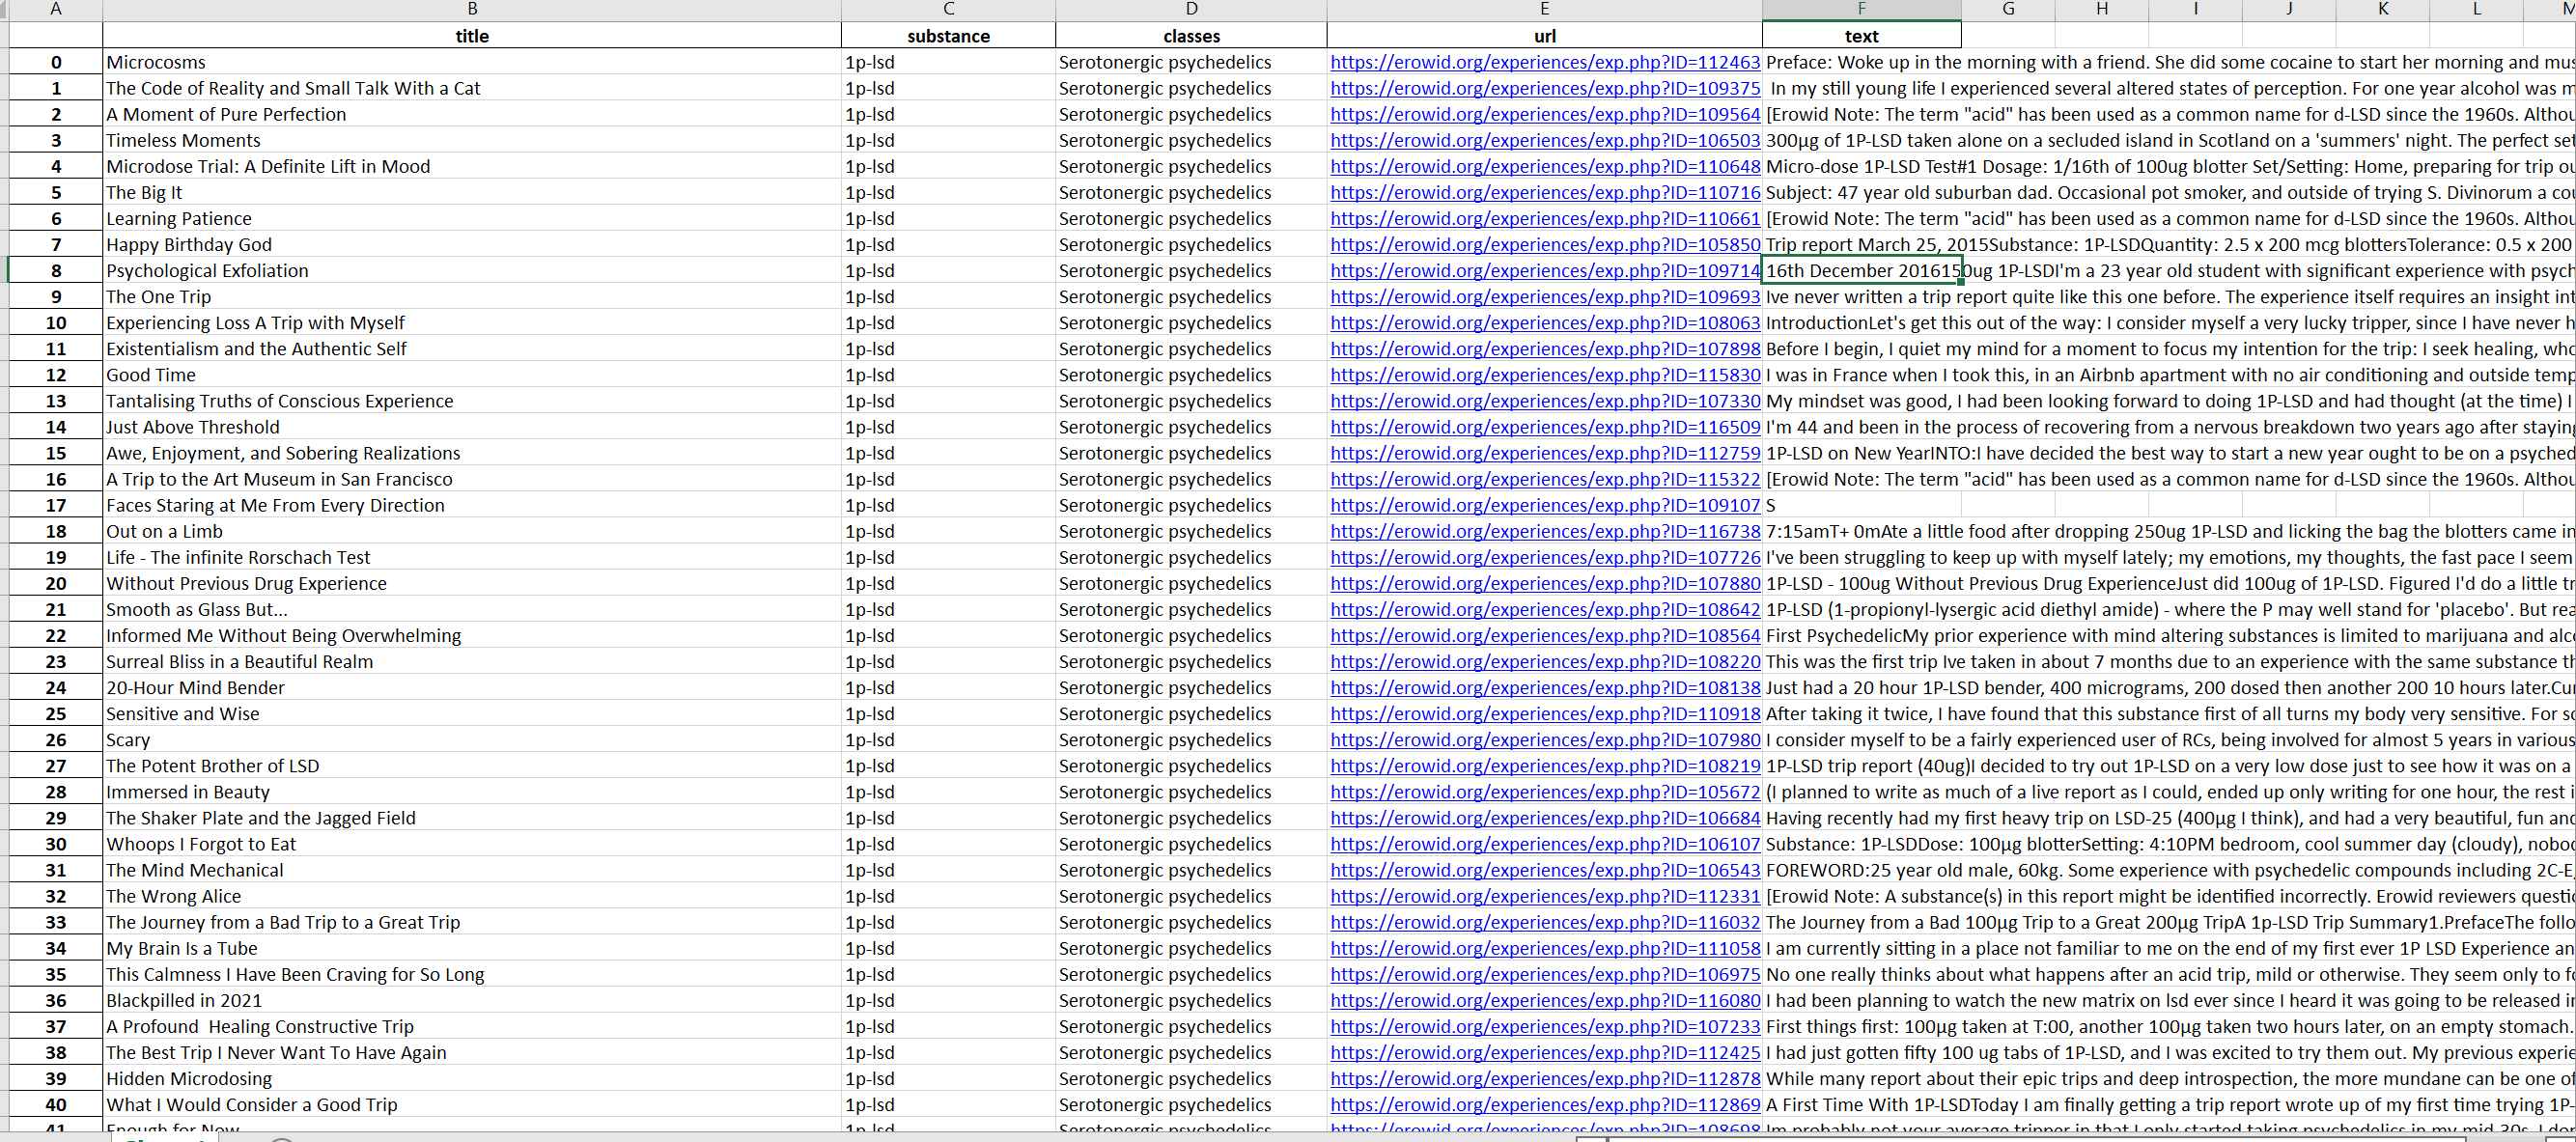 A B C D E F G H I J K L M
title substance classes url text
0 Microcosms 1p-lsd Serotonergic psychedelics https://erowid.org/experiences/exp.php?ID=112463 Preface: Woke up in the morning with a friend. She did some cocaine to start her morning and mus
1 The Code of Reality and Small Talk With a Cat 1p-lsd Serotonergic psychedelics https://erowid.org/experiences/exp.php?ID=109375 In my still young life I experienced several altered states of perception. For one year alcohol was m
2 A Moment of Pure Perfection 1p-lsd Serotonergic psychedelics https://erowid.org/experiences/exp.php?ID=109564 [Erowid Note: The term "acid" has been used as a common name for d-LSD since the 1960s. Althou
3 Timeless Moments 1p-lsd Serotonergic psychedelics https://erowid.org/experiences/exp.php?ID=106503 300μg of 1P-LSD taken alone on a secluded island in Scotland on a 'summers' night. The perfect set
4 Microdose Trial: A Definite Lift in Mood 1p-lsd Serotonergic psychedelics https://erowid.org/experiences/exp.php?ID=110648 Micro-dose 1P-LSD Test#1 Dosage: 1/16th of 100ug blotter Set/Setting: Home, preparing for trip ou
5 The Big It 1p-lsd Serotonergic psychedelics https://erowid.org/experiences/exp.php?ID=110716 Subject: 47 year old suburban dad. Occasional pot smoker, and outside of trying S. Divinorum a cou
6 Learning Patience 1p-lsd Serotonergic psychedelics https://erowid.org/experiences/exp.php?ID=110661 [Erowid Note: The term "acid" has been used as a common name for d-LSD since the 1960s. Althou
7 Happy Birthday God 1p-lsd Serotonergic psychedelics https://erowid.org/experiences/exp.php?ID=105850 Trip report March 25, 2015Substance: 1P-LSDQuantity: 2.5 x 200 mcg blottersTolerance: 0.5 x 200
8 Psychological Exfoliation 1p-lsd Serotonergic psychedelics https://erowid.org/experiences/exp.php?ID=109714 16th December 2016150ug 1P-LSDI'm a 23 year old student with significant experience with psych
9 The One Trip 1p-lsd Serotonergic psychedelics https://erowid.org/experiences/exp.php?ID=109693 Ive never written a trip report quite like this one before. The experience itself requires an insight int
10 Experiencing Loss A Trip with Myself 1p-lsd Serotonergic psychedelics https://erowid.org/experiences/exp.php?ID=108063 IntroductionLet's get this out of the way: I consider myself a very lucky tripper, since I have never h
11 Existentialism and the Authentic Self 1p-lsd Serotonergic psychedelics https://erowid.org/experiences/exp.php?ID=107898 Before I begin, I quiet my mind for a moment to focus my intention for the trip: I seek healing, who
12 Good Time 1p-lsd Serotonergic psychedelics https://erowid.org/experiences/exp.php?ID=115830 I was in France when I took this, in an Airbnb apartment with no air conditioning and outside temp
13 Tantalising Truths of Conscious Experience 1p-lsd Serotonergic psychedelics https://erowid.org/experiences/exp.php?ID=107330 My mindset was good, I had been looking forward to doing 1P-LSD and had thought (at the time) I
14 Just Above Threshold 1p-lsd Serotonergic psychedelics https://erowid.org/experiences/exp.php?ID=116509 I'm 44 and been in the process of recovering from a nervous breakdown two years ago after staying
15 Awe, Enjoyment, and Sobering Realizations 1p-lsd Serotonergic psychedelics https://erowid.org/experiences/exp.php?ID=112759 1P-LSD on New YearINTO:I have decided the best way to start a new year ought to be on a psyched
16 A Trip to the Art Museum in San Francisco 1p-lsd Serotonergic psychedelics https://erowid.org/experiences/exp.php?ID=115322 [Erowid Note: The term "acid" has been used as a common name for d-LSD since the 1960s. Althou
17 Faces Staring at Me From Every Direction 1p-lsd Serotonergic psychedelics https://erowid.org/experiences/exp.php?ID=109107 S
18 Out on a Limb 1p-lsd Serotonergic psychedelics https://erowid.org/experiences/exp.php?ID=116738 7:15amT+ 0mAte a little food after dropping 250ug 1P-LSD and licking the bag the blotters came in
19 Life - The infinite Rorschach Test 1p-lsd Serotonergic psychedelics https://erowid.org/experiences/exp.php?ID=107726 I've been struggling to keep up with myself lately; my emotions, my thoughts, the fast pace I seem
20 Without Previous Drug Experience 1p-lsd Serotonergic psychedelics https://erowid.org/experiences/exp.php?ID=107880 1P-LSD - 100ug Without Previous Drug ExperienceJust did 100ug of 1P-LSD. Figured I'd do a little tr
21 Smooth as Glass But... 1p-lsd Serotonergic psychedelics https://erowid.org/experiences/exp.php?ID=108642 1P-LSD (1-propionyl-lysergic acid diethyl amide) - where the P may well stand for 'placebo'. But rea
22 Informed Me Without Being Overwhelming 1p-lsd Serotonergic psychedelics https://erowid.org/experiences/exp.php?ID=108564 First PsychedelicMy prior experience with mind altering substances is limited to marijuana and alco
23 Surreal Bliss in a Beautiful Realm 1p-lsd Serotonergic psychedelics https://erowid.org/experiences/exp.php?ID=108220 This was the first trip Ive taken in about 7 months due to an experience with the same substance th
24 20-Hour Mind Bender 1p-lsd Serotonergic psychedelics https://erowid.org/experiences/exp.php?ID=108138 Just had a 20 hour 1P-LSD bender, 400 micrograms, 200 dosed then another 200 10 hours later.Cur
25 Sensitive and Wise 1p-lsd Serotonergic psychedelics https://erowid.org/experiences/exp.php?ID=110918 After taking it twice, I have found that this substance first of all turns my body very sensitive. For so
26 Scary 1p-lsd Serotonergic psychedelics https://erowid.org/experiences/exp.php?ID=107980 I consider myself to be a fairly experienced user of RCs, being involved for almost 5 years in various
27 The Potent Brother of LSD 1p-lsd Serotonergic psychedelics https://erowid.org/experiences/exp.php?ID=108219 1P-LSD trip report (40ug)I decided to try out 1P-LSD on a very low dose just to see how it was on a
28 Immersed in Beauty 1p-lsd Serotonergic psychedelics https://erowid.org/experiences/exp.php?ID=105672 (I planned to write as much of a live report as I could, ended up only writing for one hour, the rest i
29 The Shaker Plate and the Jagged Field 1p-lsd Serotonergic psychedelics https://erowid.org/experiences/exp.php?ID=106684 Having recently had my first heavy trip on LSD-25 (400μg I think), and had a very beautiful, fun and
30 Whoops I Forgot to Eat 1p-lsd Serotonergic psychedelics https://erowid.org/experiences/exp.php?ID=106107 Substance: 1P-LSDDose: 100μg blotterSetting: 4:10PM bedroom, cool summer day (cloudy), nobod
31 The Mind Mechanical 1p-lsd Serotonergic psychedelics https://erowid.org/experiences/exp.php?ID=106543 FOREWORD:25 year old male, 60kg. Some experience with psychedelic compounds including 2C-E,
32 The Wrong Alice 1p-lsd Serotonergic psychedelics https://erowid.org/experiences/exp.php?ID=112331 [Erowid Note: A substance(s) in this report might be identified incorrectly. Erowid reviewers questio
33 The Journey from a Bad Trip to a Great Trip 1p-lsd Serotonergic psychedelics https://erowid.org/experiences/exp.php?ID=116032 The Journey from a Bad 100μg Trip to a Great 200μg TripA 1p-LSD Trip Summary1.PrefaceThe follo
34 My Brain Is a Tube 1p-lsd Serotonergic psychedelics https://erowid.org/experiences/exp.php?ID=111058 I am currently sitting in a place not familiar to me on the end of my first ever 1P LSD Experience an
35 This Calmness I Have Been Craving for So Long 1p-lsd Serotonergic psychedelics https://erowid.org/experiences/exp.php?ID=106975 No one really thinks about what happens after an acid trip, mild or otherwise. They seem only to fo
36 Blackpilled in 2021 1p-lsd Serotonergic psychedelics https://erowid.org/experiences/exp.php?ID=116080 I had been planning to watch the new matrix on lsd ever since I heard it was going to be released in
37 A Profound  Healing Constructive Trip 1p-lsd Serotonergic psychedelics https://erowid.org/experiences/exp.php?ID=107233 First things first: 100μg taken at T:00, another 100μg taken two hours later, on an empty stomach.
38 The Best Trip I Never Want To Have Again 1p-lsd Serotonergic psychedelics https://erowid.org/experiences/exp.php?ID=112425 I had just gotten fifty 100 ug tabs of 1P-LSD, and I was excited to try them out. My previous experie
39 Hidden Microdosing 1p-lsd Serotonergic psychedelics https://erowid.org/experiences/exp.php?ID=112878 While many report about their epic trips and deep introspection, the more mundane can be one of
40 What I Would Consider a Good Trip 1p-lsd Serotonergic psychedelics https://erowid.org/experiences/exp.php?ID=112869 A First Time With 1P-LSDToday I am finally getting a trip report wrote up of my first time trying 1P-
41 Enough for Now 1p-lsd Serotonergic psychedelics https://erowid.org/experiences/exp.php?ID=108698 Im probably not your average tripper in that I only started taking psychedelics in my mid 30s. I don